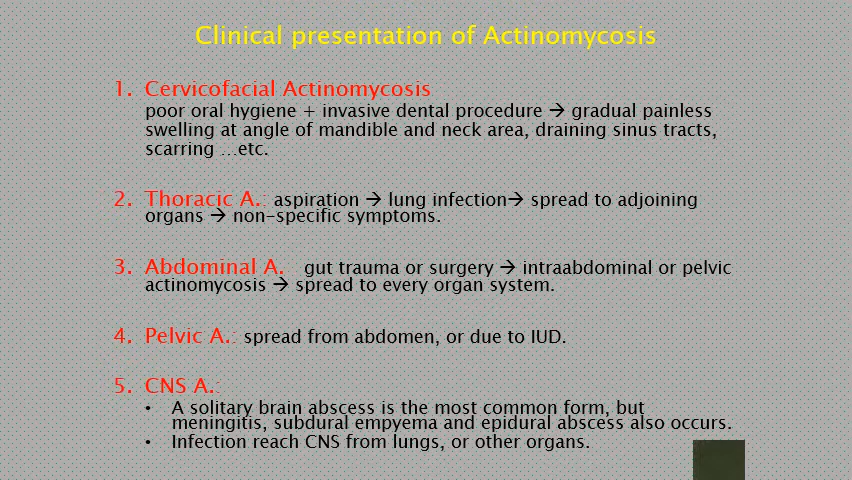 Clinical presentation of Actinomycosis
1. Cervicofacial Actinomycosis
poor oral hygiene + invasive dental procedure → gradual painless
swelling at angle of mandible and neck area, draining sinus tracts,
scarring …etc.
2. Thoracic A.: aspiration → lung infection→ spread to adjoining
organs → non-specific symptoms.
3. Abdominal A. gut trauma or surgery → intraabdominal or pelvic
actinomycosis → spread to every organ system.
4. Pelvic A.: spread from abdomen, or due to IUD.
5. CNS A.:
• A solitary brain abscess is the most common form, but
meningitis, subdural empyema and epidural abscess also occurs.
• Infection reach CNS from lungs, or other organs.